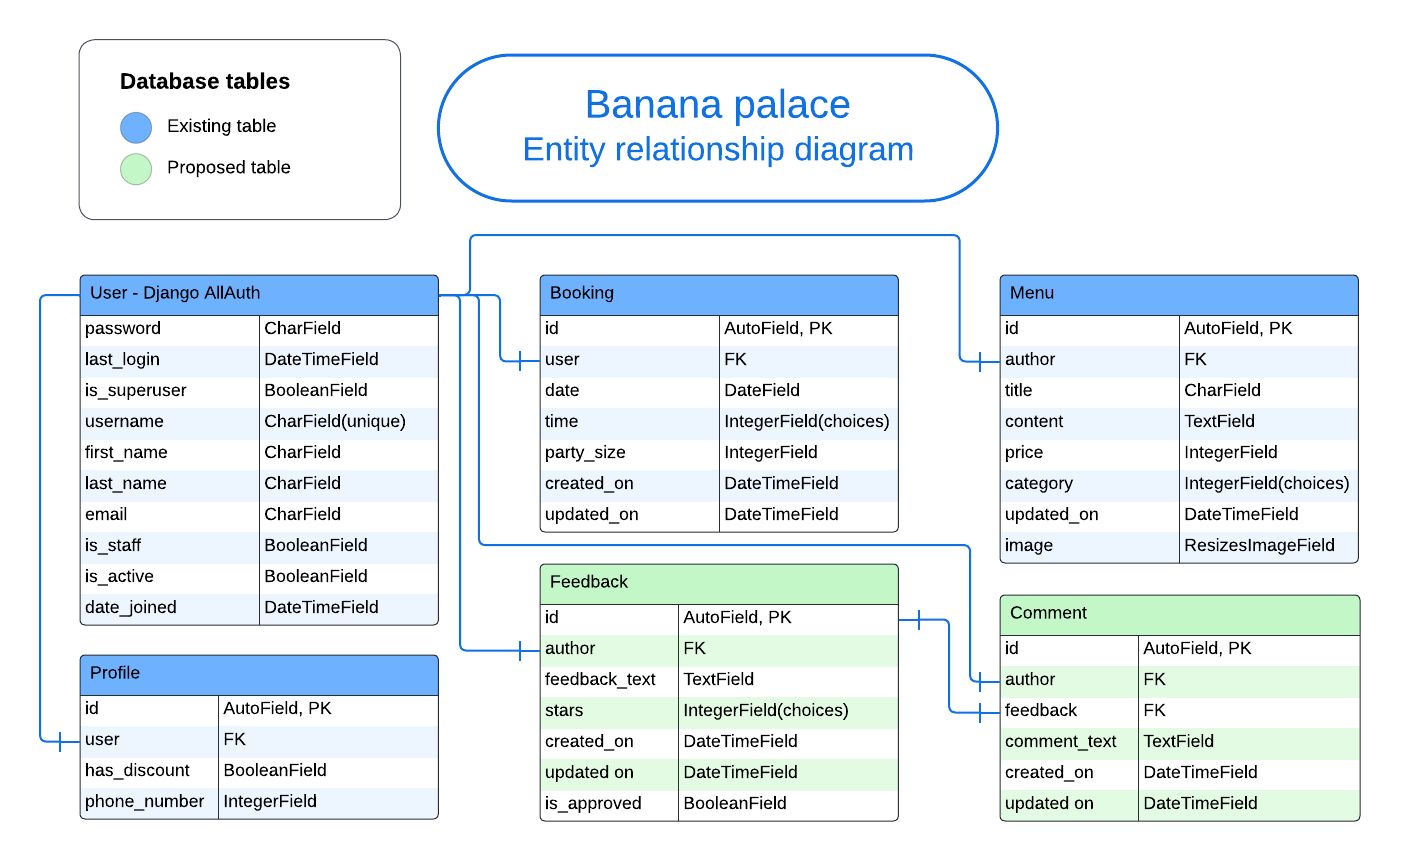 Database tables
Existing table
Proposed table
Banana palace
Entity relationship diagram
User - Django AllAuth
password CharField
last_login DateTimeField
is_superuser BooleanField
username CharField(unique)
first_name CharField
last_name CharField
email CharField
is_staff BooleanField
is_active BooleanField
date_joined DateTimeField
Booking
id AutoField, PK
user FK
date DateField
time IntegerField(choices)
party_size IntegerField
created_on DateTimeField
updated_on DateTimeField
Menu
id AutoField, PK
author FK
title CharField
content TextField
price IntegerField
category IntegerField(choices)
updated_on DateTimeField
image ResizesImageField
Profile
id AutoField, PK
user FK
has_discount BooleanField
phone_number IntegerField
Feedback
id AutoField, PK
author FK
feedback_text TextField
stars IntegerField(choices)
created_on DateTimeField
updated on DateTimeField
is_approved BooleanField
Comment
id AutoField, PK
author FK
feedback FK
comment_text TextField
created_on DateTimeField
updated on DateTimeField